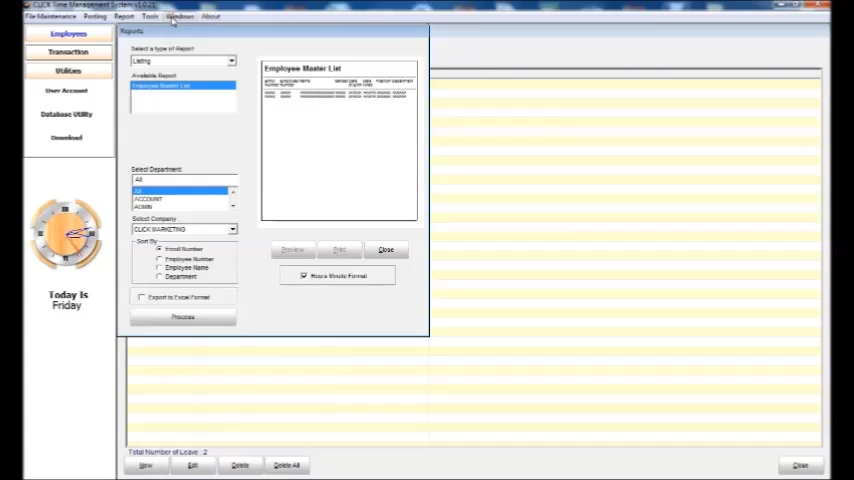 CLICK Time Management System v1.0.21
File Maintenance Posting Report Tools Windows About
Employees
Transaction
Utilities
User Account
Database Utility
Download
Today Is
Friday
Reports
Select a type of Report
Listing
Available Report
Employee Master List
Select Department:
All
All
ACCOUNT
ADMIN
Select Company
CLICK MARKETING
Sort By
Enroll Number
Employee Number
Employee Name
Department
Export to Excel Format
Process
Employee Master List
Preview Print Close
Hours Minute Format
Total Number of Leave : 2
New Edit Delete Delete All Close